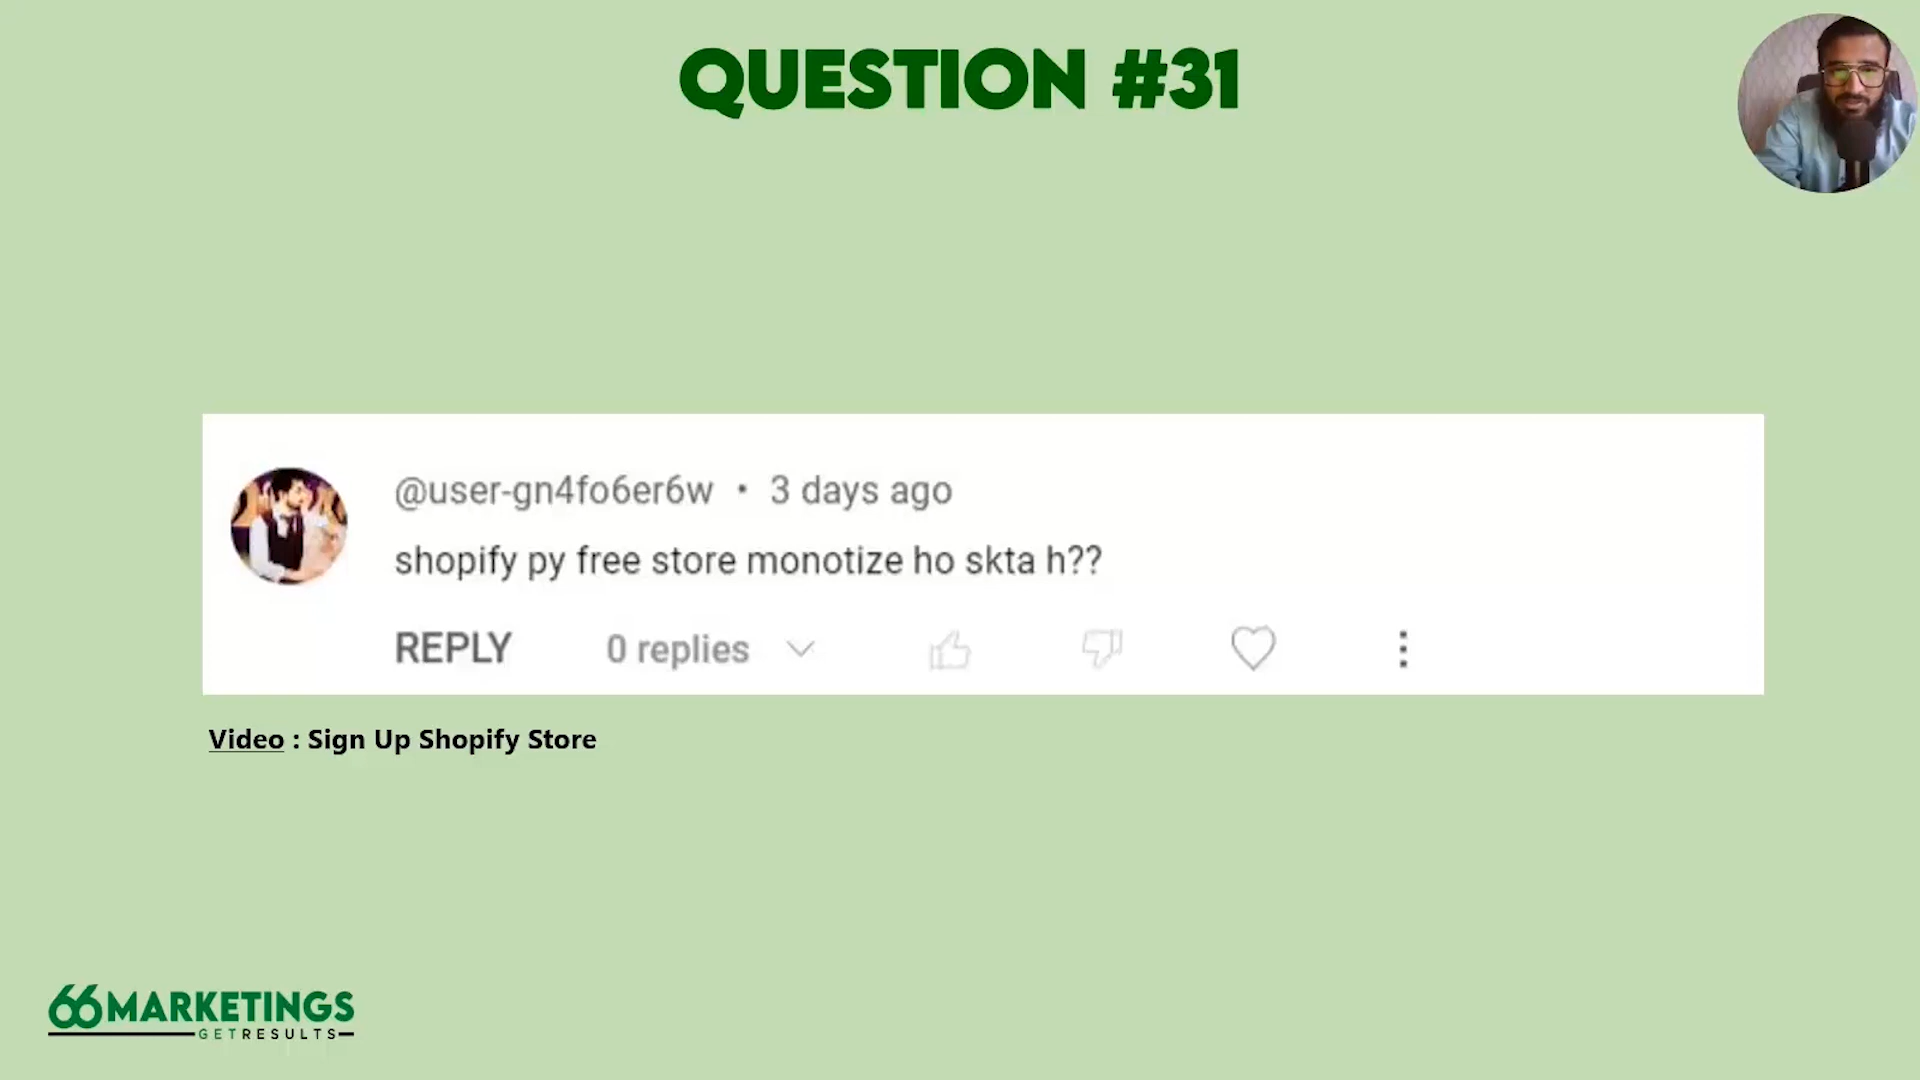 QUESTION #31
@user-gn4fo6er6w • 3 days ago
shopify py free store monotize ho skta h??
REPLY 0 replies
Video : Sign Up Shopify Store
66MARKETINGS
GETRESULTS